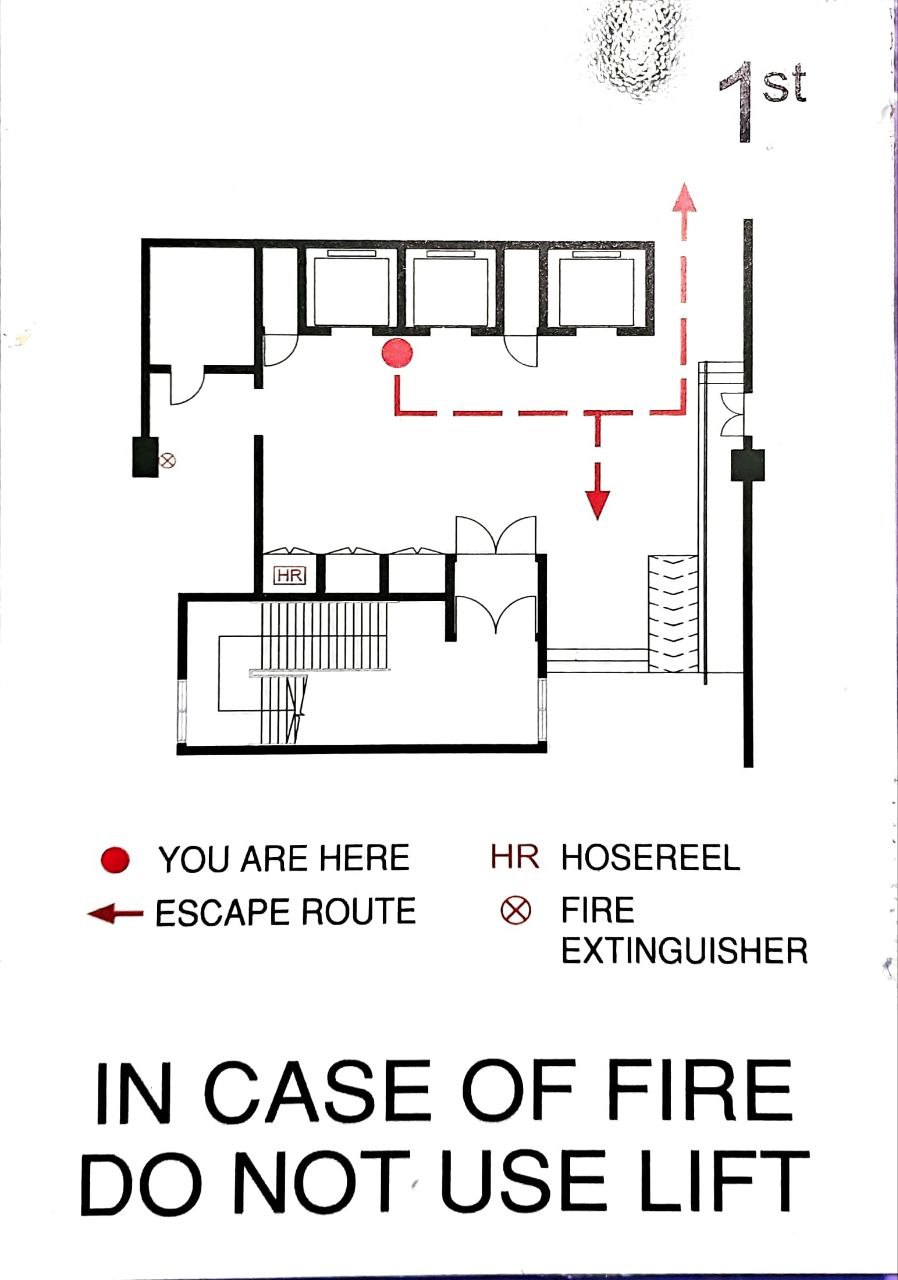 1st
HR
YOU ARE HERE
HR HOSEREEL
ESCAPE ROUTE
FIRE
EXTINGUISHER
IN CASE OF FIRE
DO NOT USE LIFT